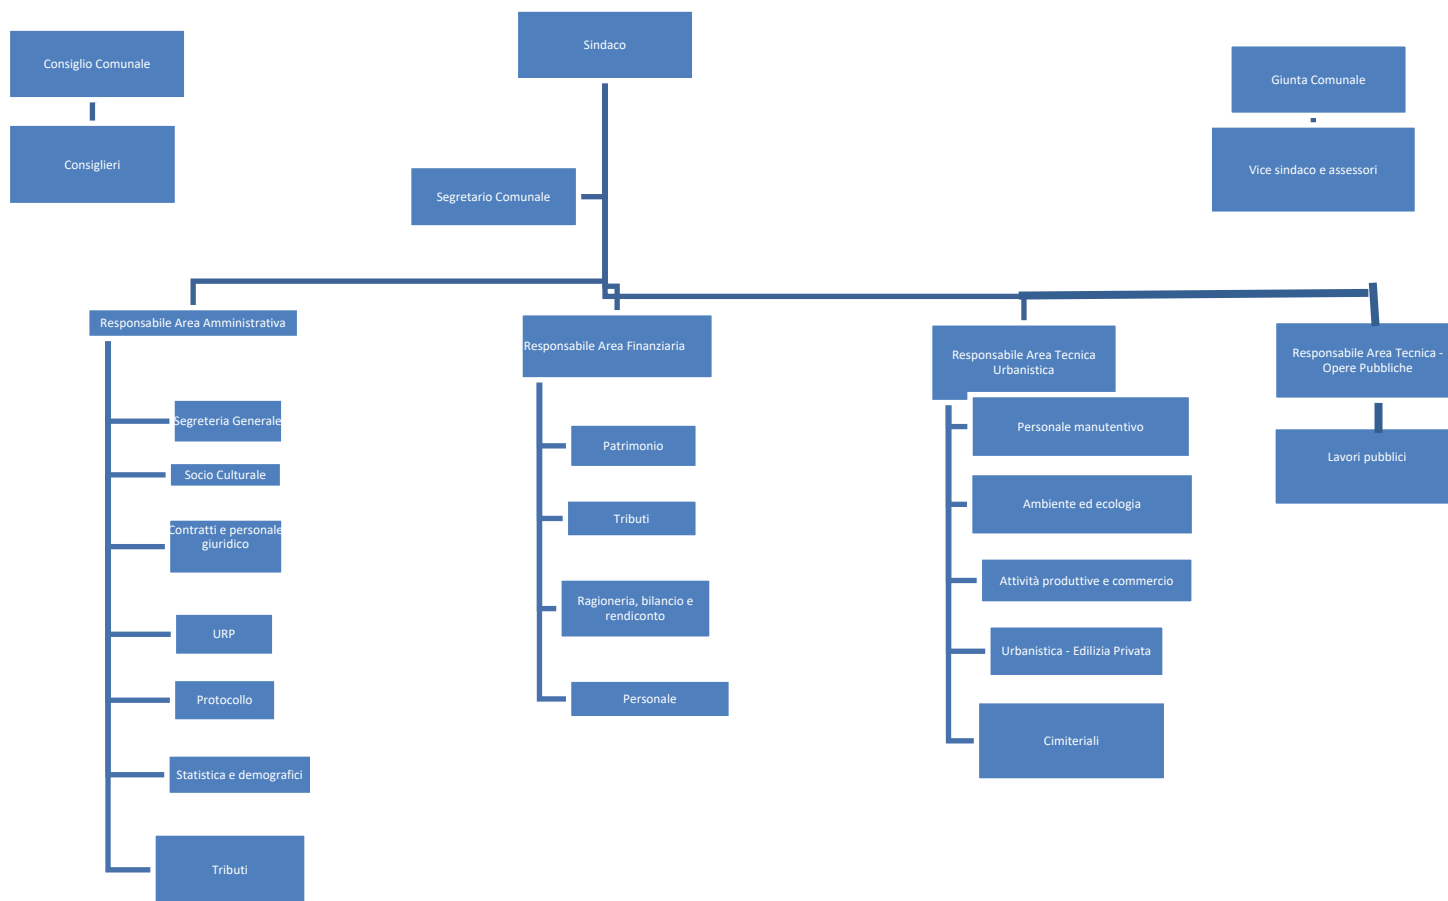 Sindaco
Consiglio Comunale
Giunta Comunale
Consiglieri
Vice sindaco e assessori
Segretario Comunale
Responsabile Area Amministrativa
Segreteria Generale
Socio Culturale
Contratti e personale
giuridico
URP
Protocollo
Statistica e demografici
Tributi
Responsabile Area Finanziaria
Patrimonio
Tributi
Ragioneria, bilancio e
rendiconto
Personale
Responsabile Area Tecnica
Urbanistica
Personale manutentivo
Ambiente ed ecologia
Attività produttive e commercio
Urbanistica - Edilizia Privata
Cimiteriali
Responsabile Area Tecnica -
Opere Pubbliche
Lavori pubblici